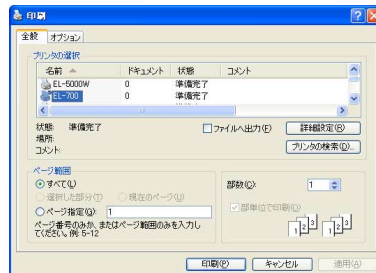 印刷
全般 オプション
プリンタの選択
名前 ドキュメント 状態 コメント
EL-5000W 0 準備完了
EL-700 0 準備完了
状態: 準備完了
場所:
コメント:
ファイルへ出力(F)
詳細設定(R)
プリンタの検索(D)...
ページ範囲
すべて(L)
選択した部分(T) 現在のページ(U)
ページ指定(G): 1
ページ番号のみか、またはページ範囲のみを入力し
てください。例: 5-12
部数(C): 1
部単位で印刷(O)
1 1 2 2 3 3
印刷(P) キャンセル 適用(A)